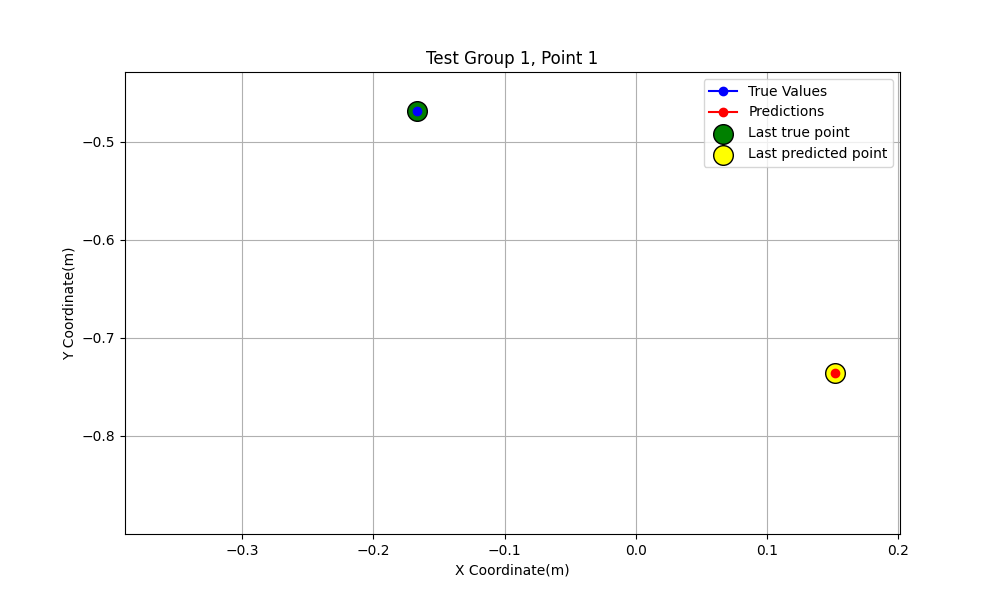 Test Group 1, Point 1
True Values
Predictions
Last true point
Last predicted point
Y Coordinate(m)
−0.5
−0.6
−0.7
−0.8
−0.3
−0.2
−0.1
0.0
0.1
0.2
X Coordinate(m)